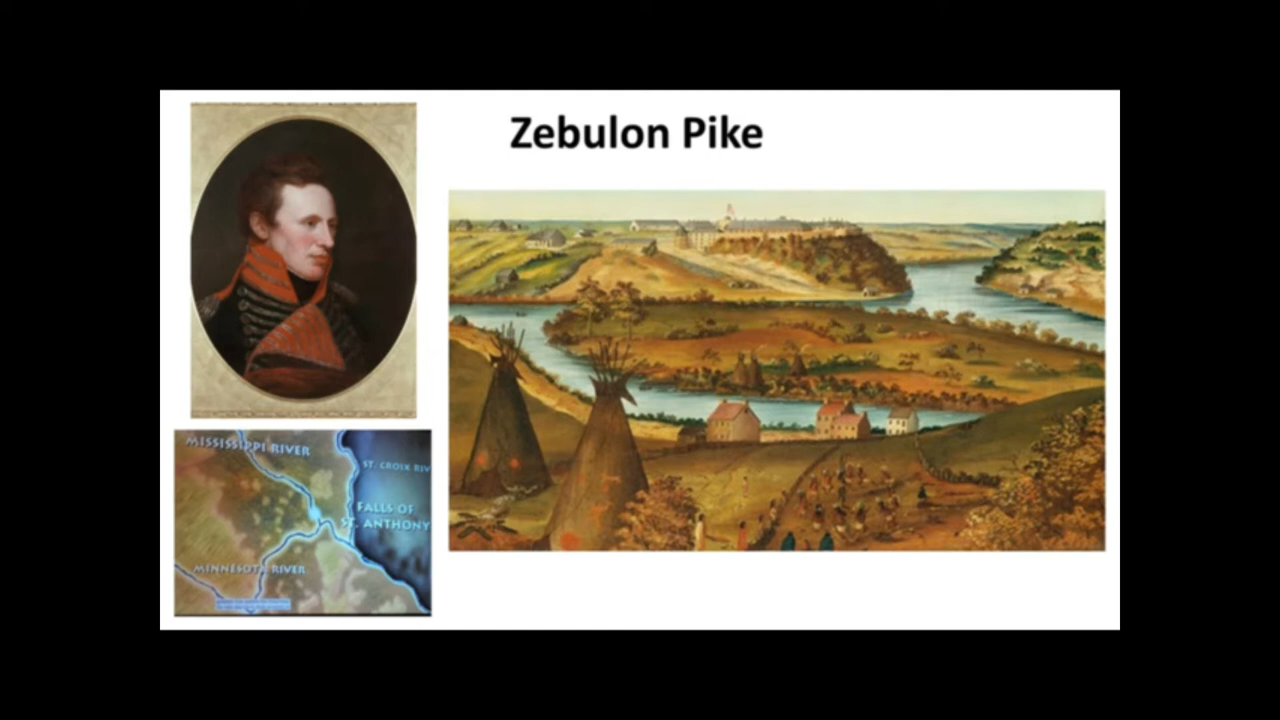 Zebulon Pike
MISSISSIPPI RIVER
ST. CROIX RIV
FALLS OF
ST. ANTHONY
MINNESOTA RIVER